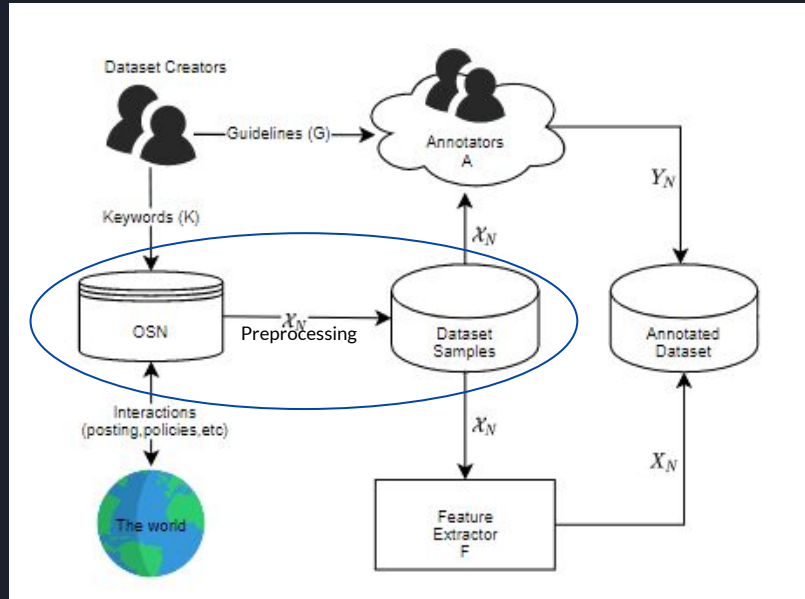 Dataset Creators
Guidelines (G)
Annotators
A
Y_N
Keywords (K)
𝒳_N
OSN
𝒳_N
Preprocessing
Dataset
Samples
Annotated
Dataset
Interactions
(posting,policies,etc)
𝒳_N
X_N
The world
Feature
Extractor
F